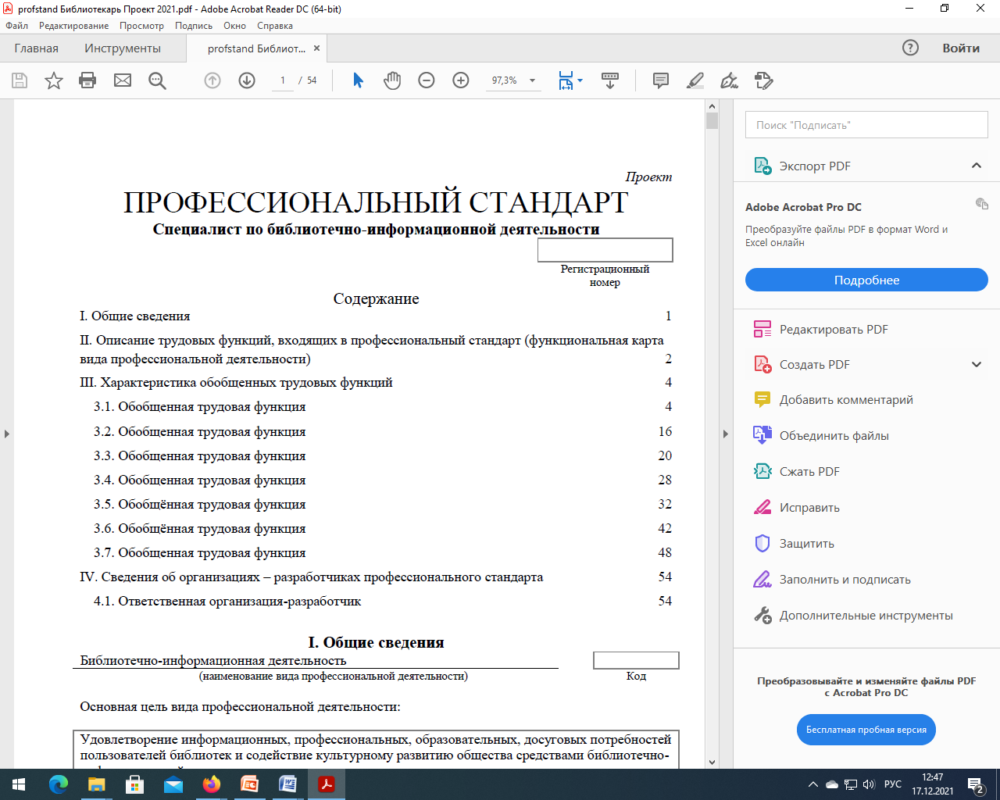 profstand Библиотекарь Проект 2021.pdf - Adobe Acrobat Reader DC (64-bit)
Файл Редактирование Просмотр Подпись Окно Справка
Главная Инструменты profstand Библиот... × ? Войти
1 / 54 97,3%
Поиск "Подписать"
Экспорт PDF
Adobe Acrobat Pro DC
Преобразуйте файлы PDF в формат Word и
Excel онлайн
Подробнее
Редактировать PDF
Создать PDF
Добавить комментарий
Объединить файлы
Сжать PDF
Исправить
Защитить
Заполнить и подписать
Дополнительные инструменты
Преобразовывайте и изменяйте файлы PDF
с Acrobat Pro DC
Бесплатная пробная версия
Проект
ПРОФЕССИОНАЛЬНЫЙ СТАНДАРТ
Специалист по библиотечно-информационной деятельности
Регистрационный
номер
Содержание
I. Общие сведения 1
II. Описание трудовых функций, входящих в профессиональный стандарт (функциональная карта
вида профессиональной деятельности) 2
III. Характеристика обобщенных трудовых функций 4
3.1. Обобщенная трудовая функция 4
3.2. Обобщенная трудовая функция 16
3.3. Обобщенная трудовая функция 20
3.4. Обобщенная трудовая функция 28
3.5. Обобщённая трудовая функция 32
3.6. Обобщённая трудовая функция 42
3.7. Обобщенная трудовая функция 48
IV. Сведения об организациях – разработчиках профессионального стандарта 54
4.1. Ответственная организация-разработчик 54
I. Общие сведения
Библиотечно-информационная деятельность
(наименование вида профессиональной деятельности) Код
Основная цель вида профессиональной деятельности:
Удовлетворение информационных, профессиональных, образовательных, досуговых потребностей
пользователей библиотек и содействие культурному развитию общества средствами библиотечно-
РУС 12:47
17.12.2021 2